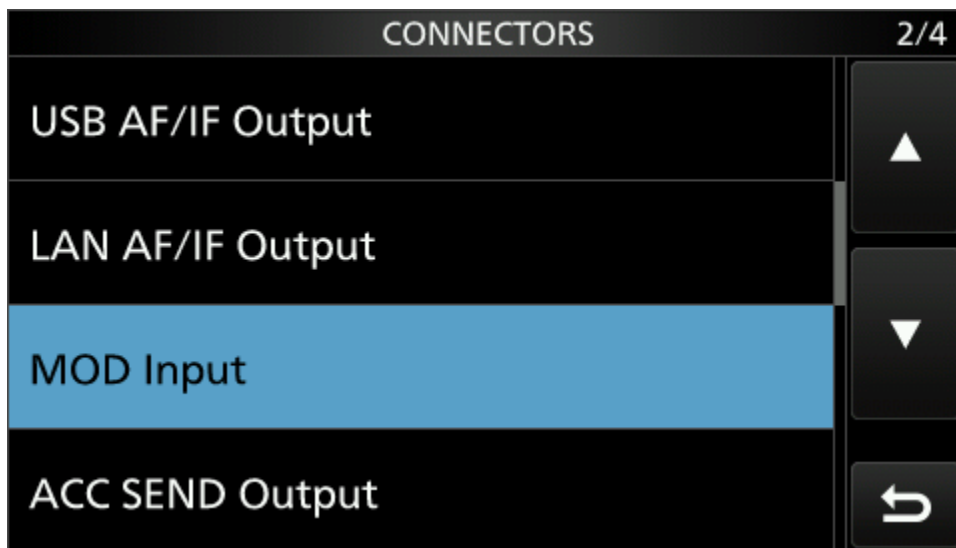 CONNECTORS 2/4
USB AF/IF Output
LAN AF/IF Output
MOD Input
ACC SEND Output